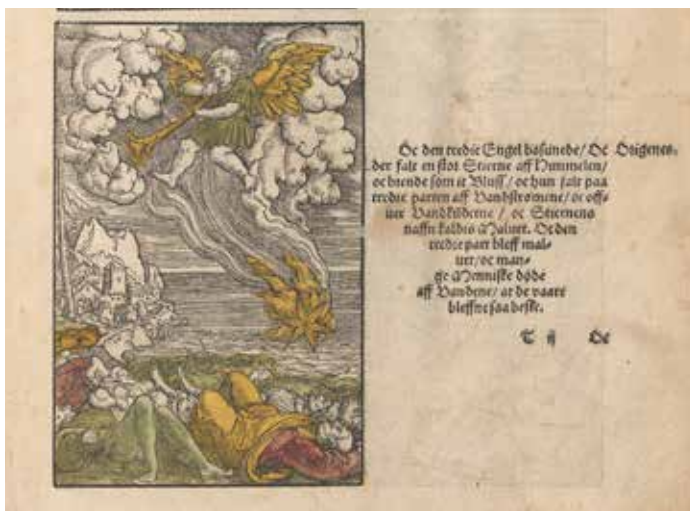 Oc den tredie Engel basunede/ Oc Origenes.
der falt en stor Stierne aff Himmelen/
oc brende som it Bluss/ oc hun falt paa
tredie parten aff Vandstrømene/ oc off-
uer Vandkilderne/ oc Stiernens
naffn kaldis Malurt. Oc den
tredie part bleff mal-
urt/ oc man-
ge Menniske døde
aff Vandene/ at de vaare
bleffne saa beske.
T ij Oc